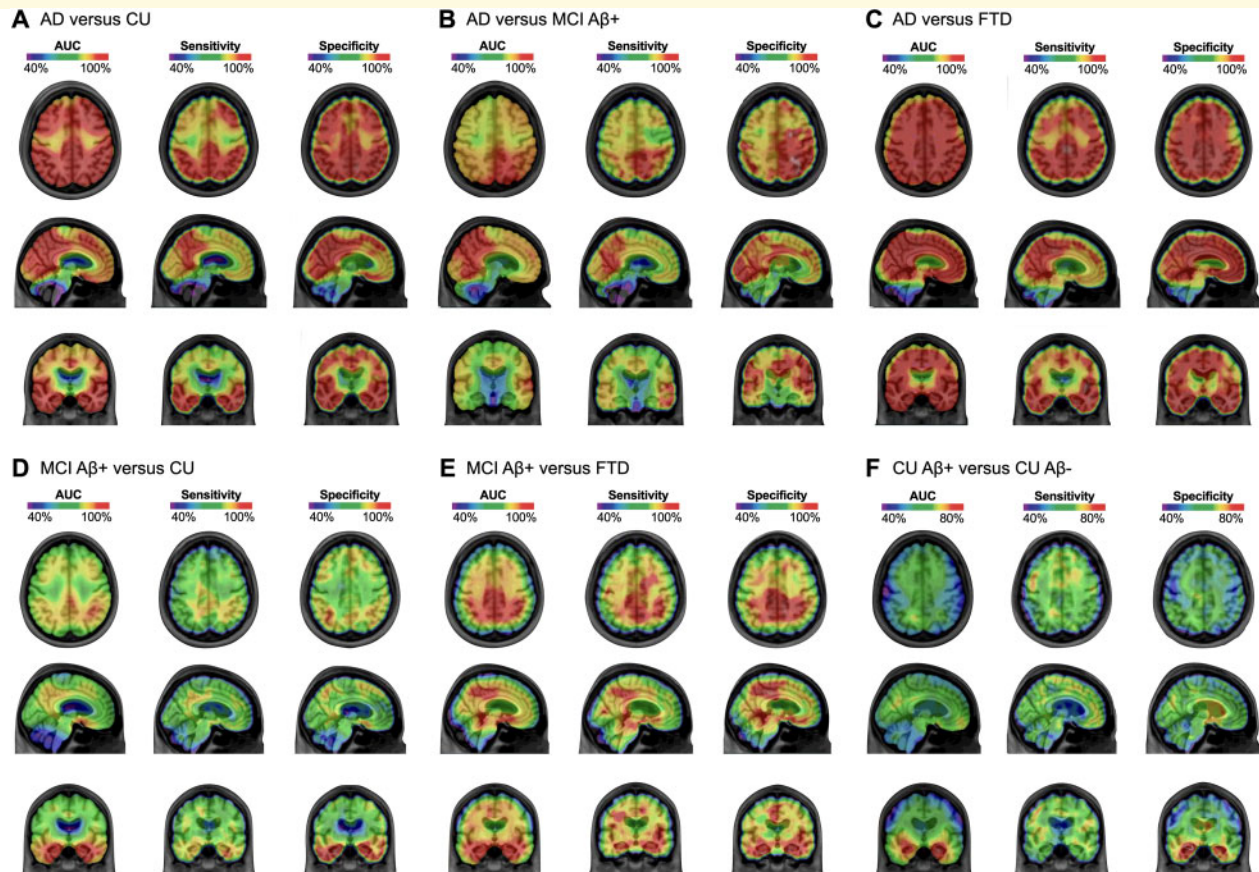 A AD versus CU
AUC Sensitivity Specificity
40% 100% 40% 100% 40% 100%
B AD versus MCI Aβ+
AUC Sensitivity Specificity
40% 100% 40% 100% 40% 100%
C AD versus FTD
AUC Sensitivity Specificity
40% 100% 40% 100% 40% 100%
D MCI Aβ+ versus CU
AUC Sensitivity Specificity
40% 100% 40% 100% 40% 100%
E MCI Aβ+ versus FTD
AUC Sensitivity Specificity
40% 100% 40% 100% 40% 100%
F CU Aβ+ versus CU Aβ-
AUC Sensitivity Specificity
40% 80% 40% 80% 40% 80%